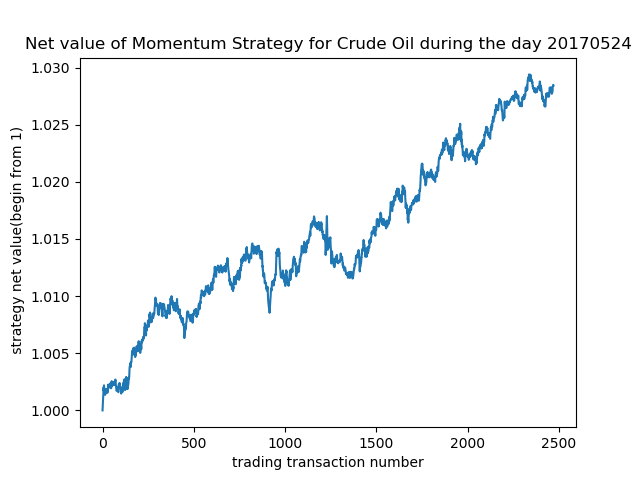 Net value of Momentum Strategy for Crude Oil during the day 20170524
1.030
1.025
1.020
1.015
1.010
1.005
1.000
strategy net value(begin from 1)
0 500 1000 1500 2000 2500
trading transaction number